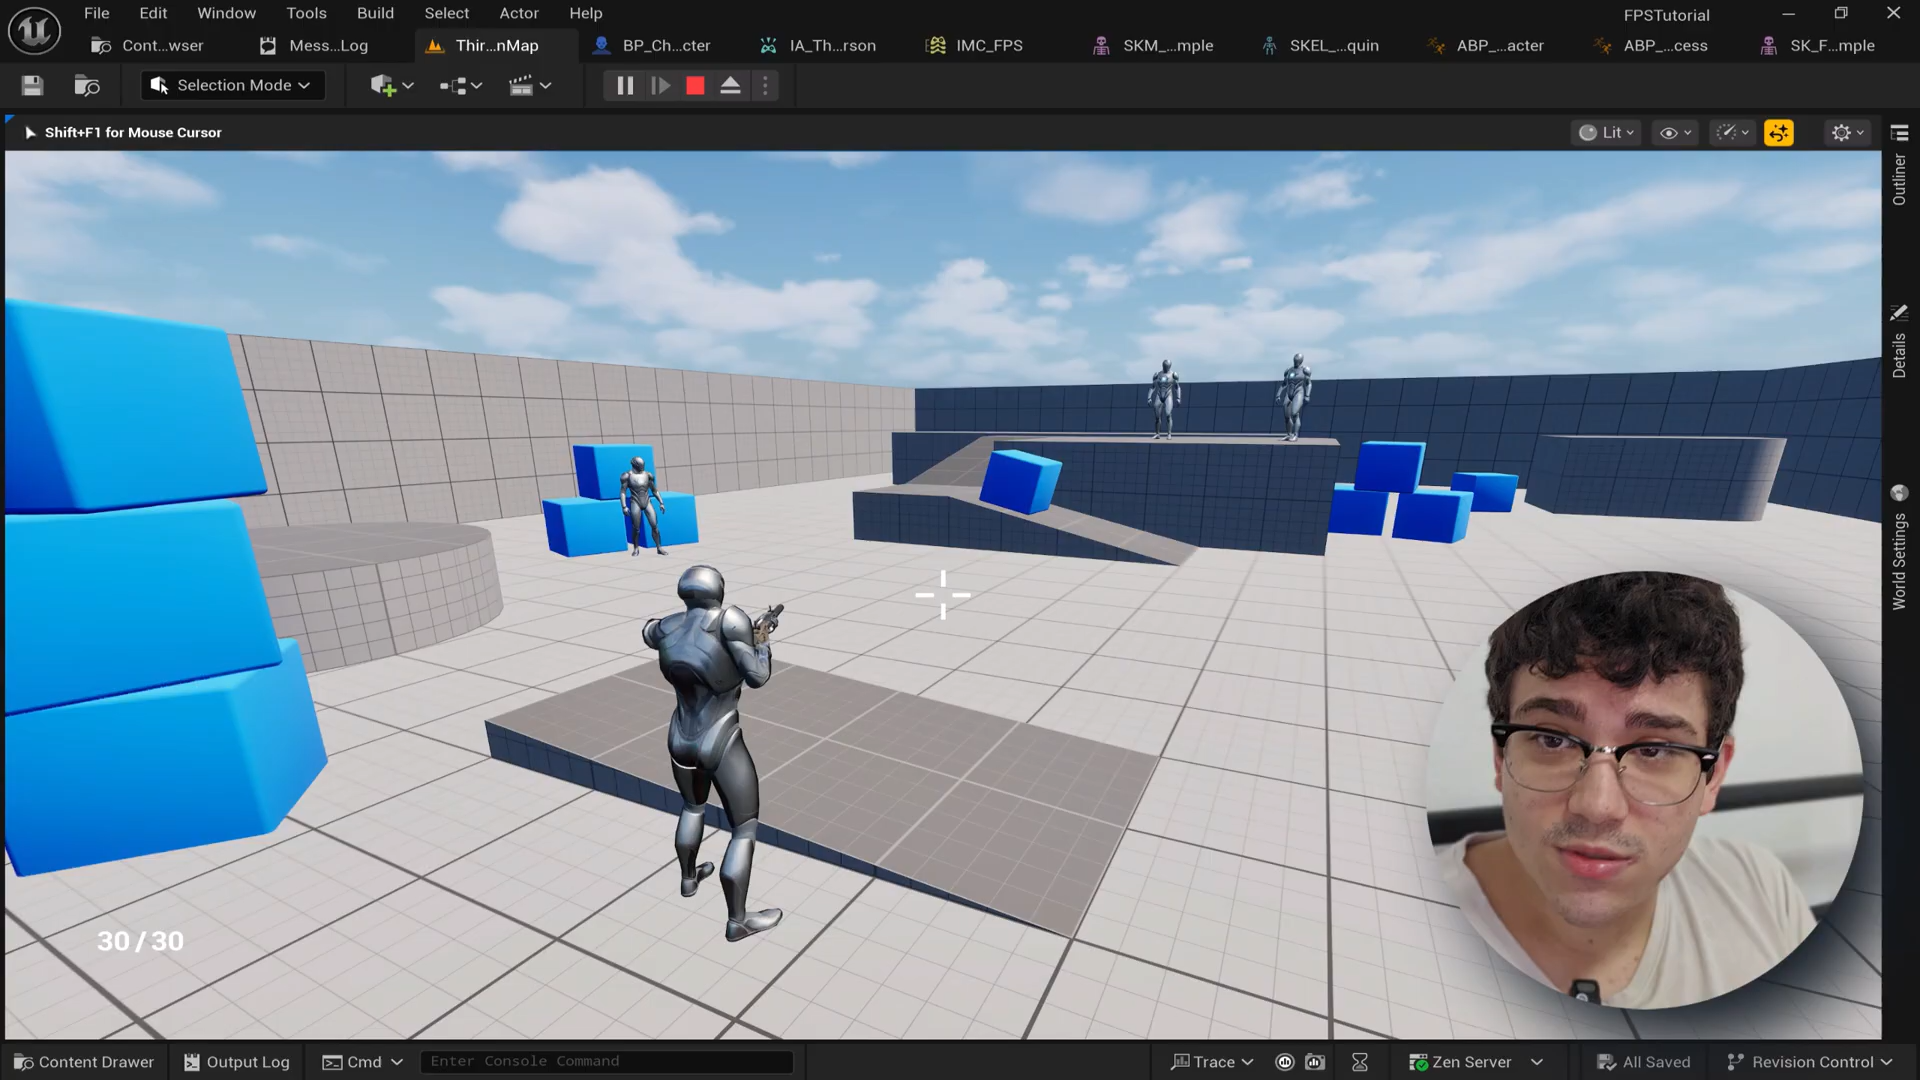 File Edit Window Tools Build Select Actor Help
FPSTutorial
Cont...wser
Mess...Log
Thir...nMap
BP_Ch...cter
IA_Th...rson
IMC_FPS
SKM_...mple
SKEL_...quin
ABP_...acter
ABP_...cess
SK_F...mple
Selection Mode
Shift+F1 for Mouse Cursor
Lit
Outliner
Details
World Settings
30/30
Content Drawer
Output Log
Cmd
Enter Console Command
Trace
Zen Server
All Saved
Revision Control